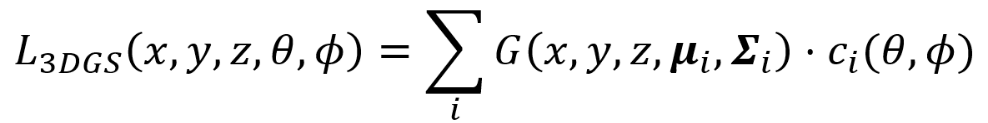 L_{3DGS}(x, y, z, θ, ϕ) = ∑_i G(x, y, z, μ_i, Σ_i) · c_i(θ, ϕ)